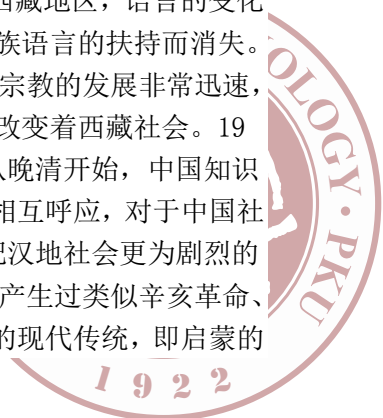 西藏地区，语言的变化
族语言的扶持而消失。
宗教的发展非常迅速，
改变着西藏社会。19
从晚清开始，中国知识
相互呼应，对于中国社
记汉地社会更为剧烈的
产生过类似辛亥革命、
的现代传统，即启蒙的
OLOGY · PKU
1922